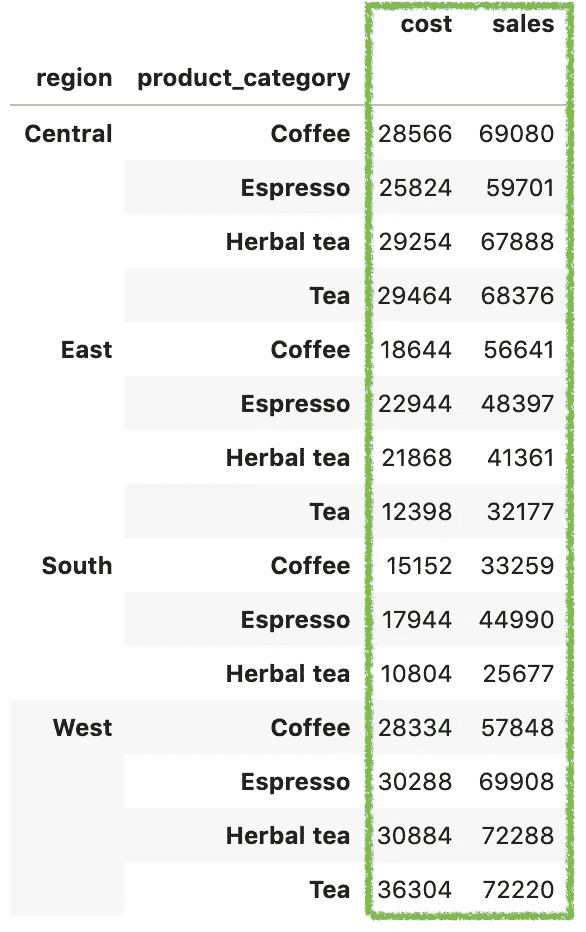 cost sales
region product_category
Central Coffee 28566 69080
Espresso 25824 59701
Herbal tea 29254 67888
Tea 29464 68376
East Coffee 18644 56641
Espresso 22944 48397
Herbal tea 21868 41361
Tea 12398 32177
South Coffee 15152 33259
Espresso 17944 44990
Herbal tea 10804 25677
West Coffee 28334 57848
Espresso 30288 69908
Herbal tea 30884 72288
Tea 36304 72220